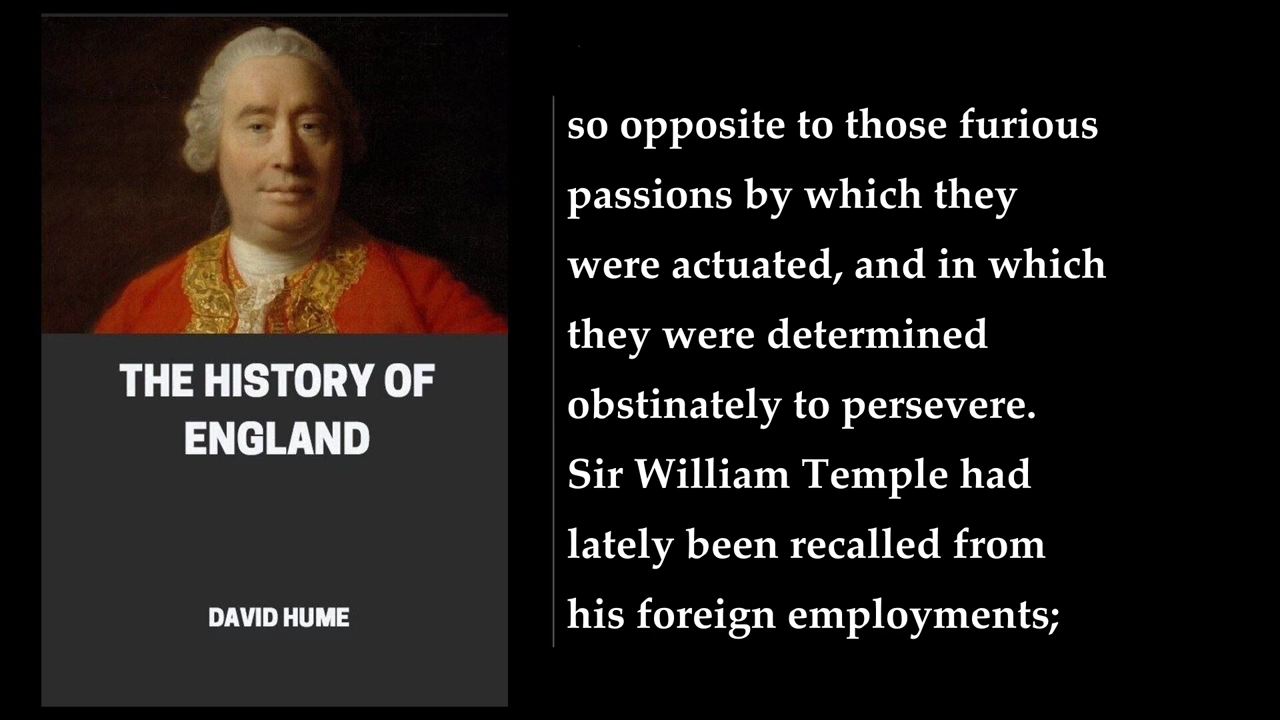 THE HISTORY OF
ENGLAND
DAVID HUME
so opposite to those furious
passions by which they
were actuated, and in which
they were determined
obstinately to persevere.
Sir William Temple had
lately been recalled from
his foreign employments;